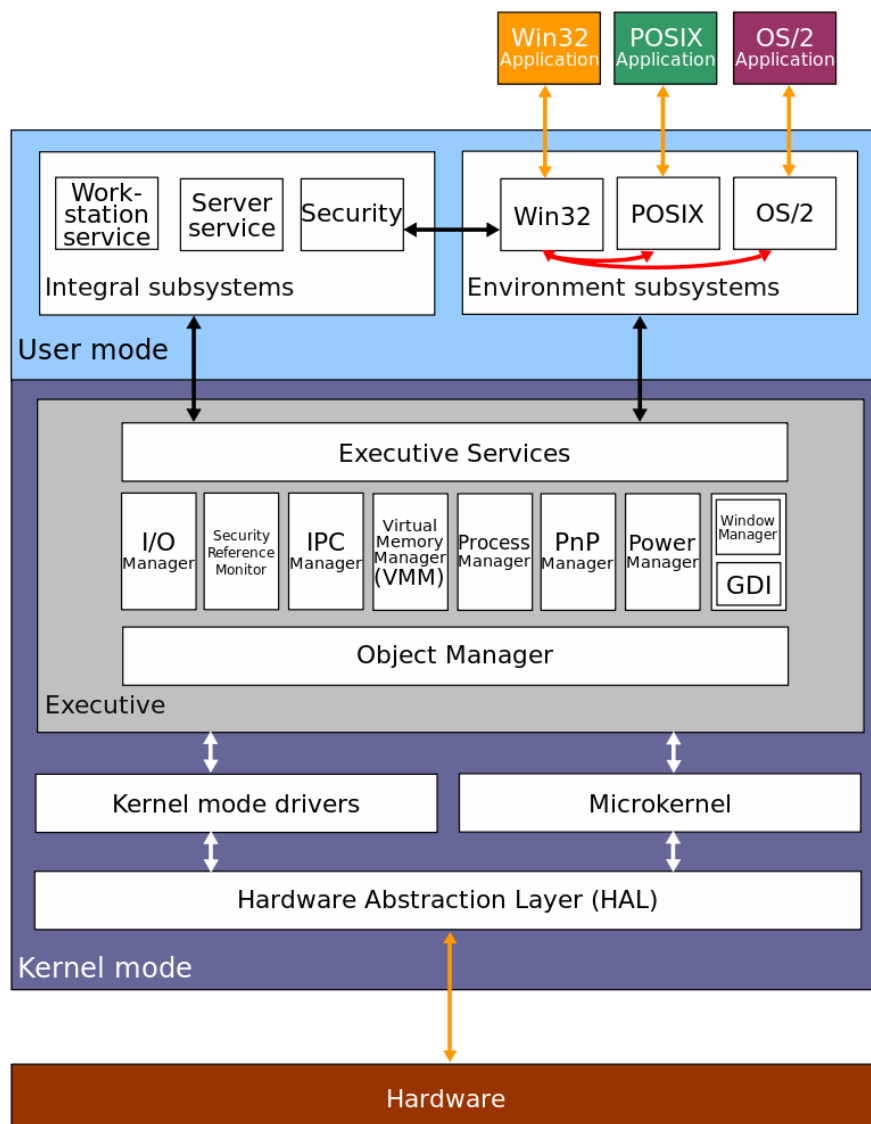 Win32
Application
POSIX
Application
OS/2
Application
Work-
station
service
Server
service
Security
Integral subsystems
Win32
POSIX
OS/2
Environment subsystems
User mode
Executive Services
I/O
Manager
Security
Reference
Monitor
IPC
Manager
Virtual
Memory
Manager
(VMM)
Process
Manager
PnP
Manager
Power
Manager
Window
Manager
GDI
Object Manager
Executive
Kernel mode drivers
Microkernel
Hardware Abstraction Layer (HAL)
Kernel mode
Hardware